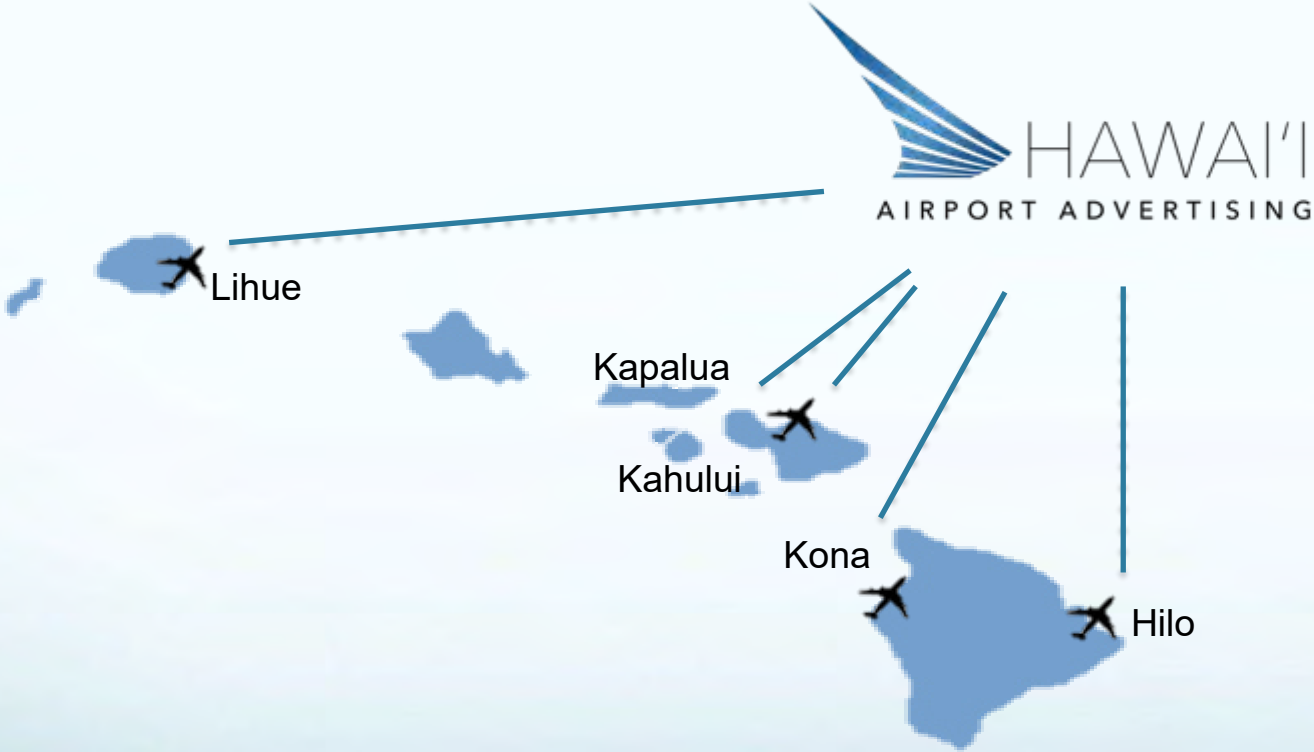 HAWAI'I
AIRPORT ADVERTISING
Lihue
Kapalua
Kahului
Kona
Hilo